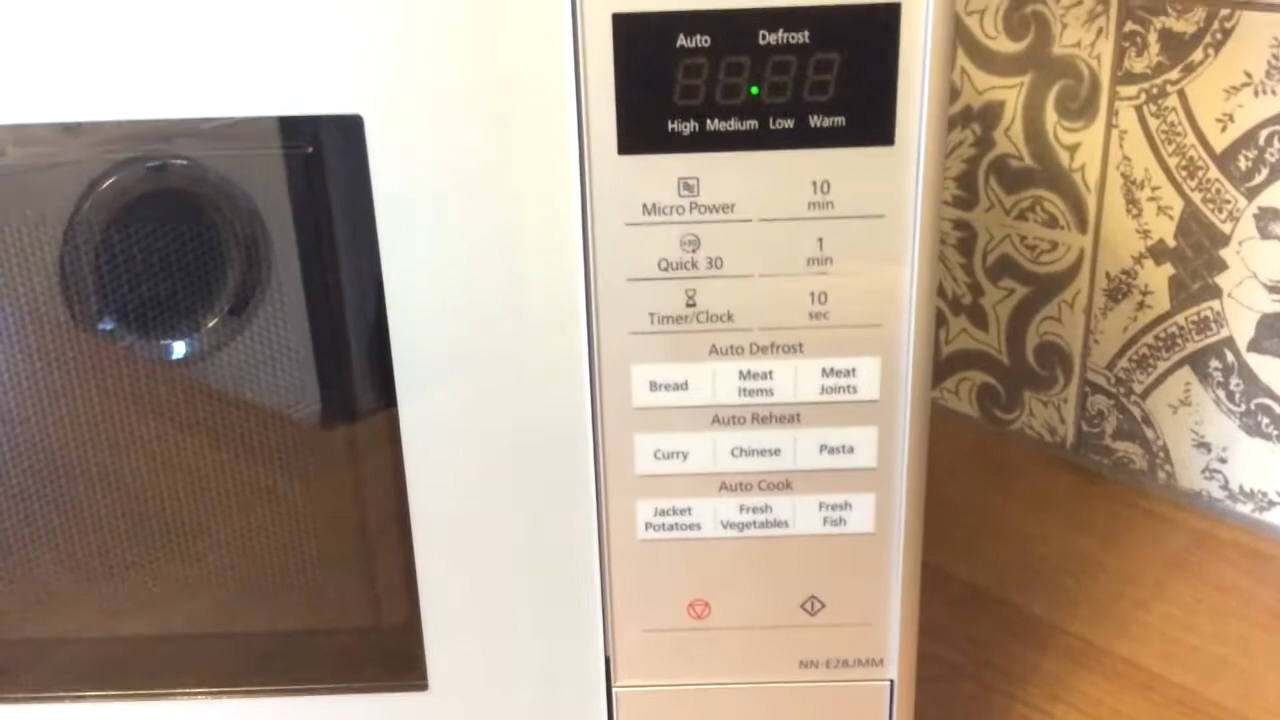 Auto Defrost
High Medium Low Warm
Micro Power
10
min
+30
Quick 30
1
min
Timer/Clock
10
sec
Auto Defrost
Bread
Meat
Items
Meat
Joints
Auto Reheat
Curry
Chinese
Pasta
Auto Cook
Jacket
Potatoes
Fresh
Vegetables
Fresh
Fish
NN-E28JMM